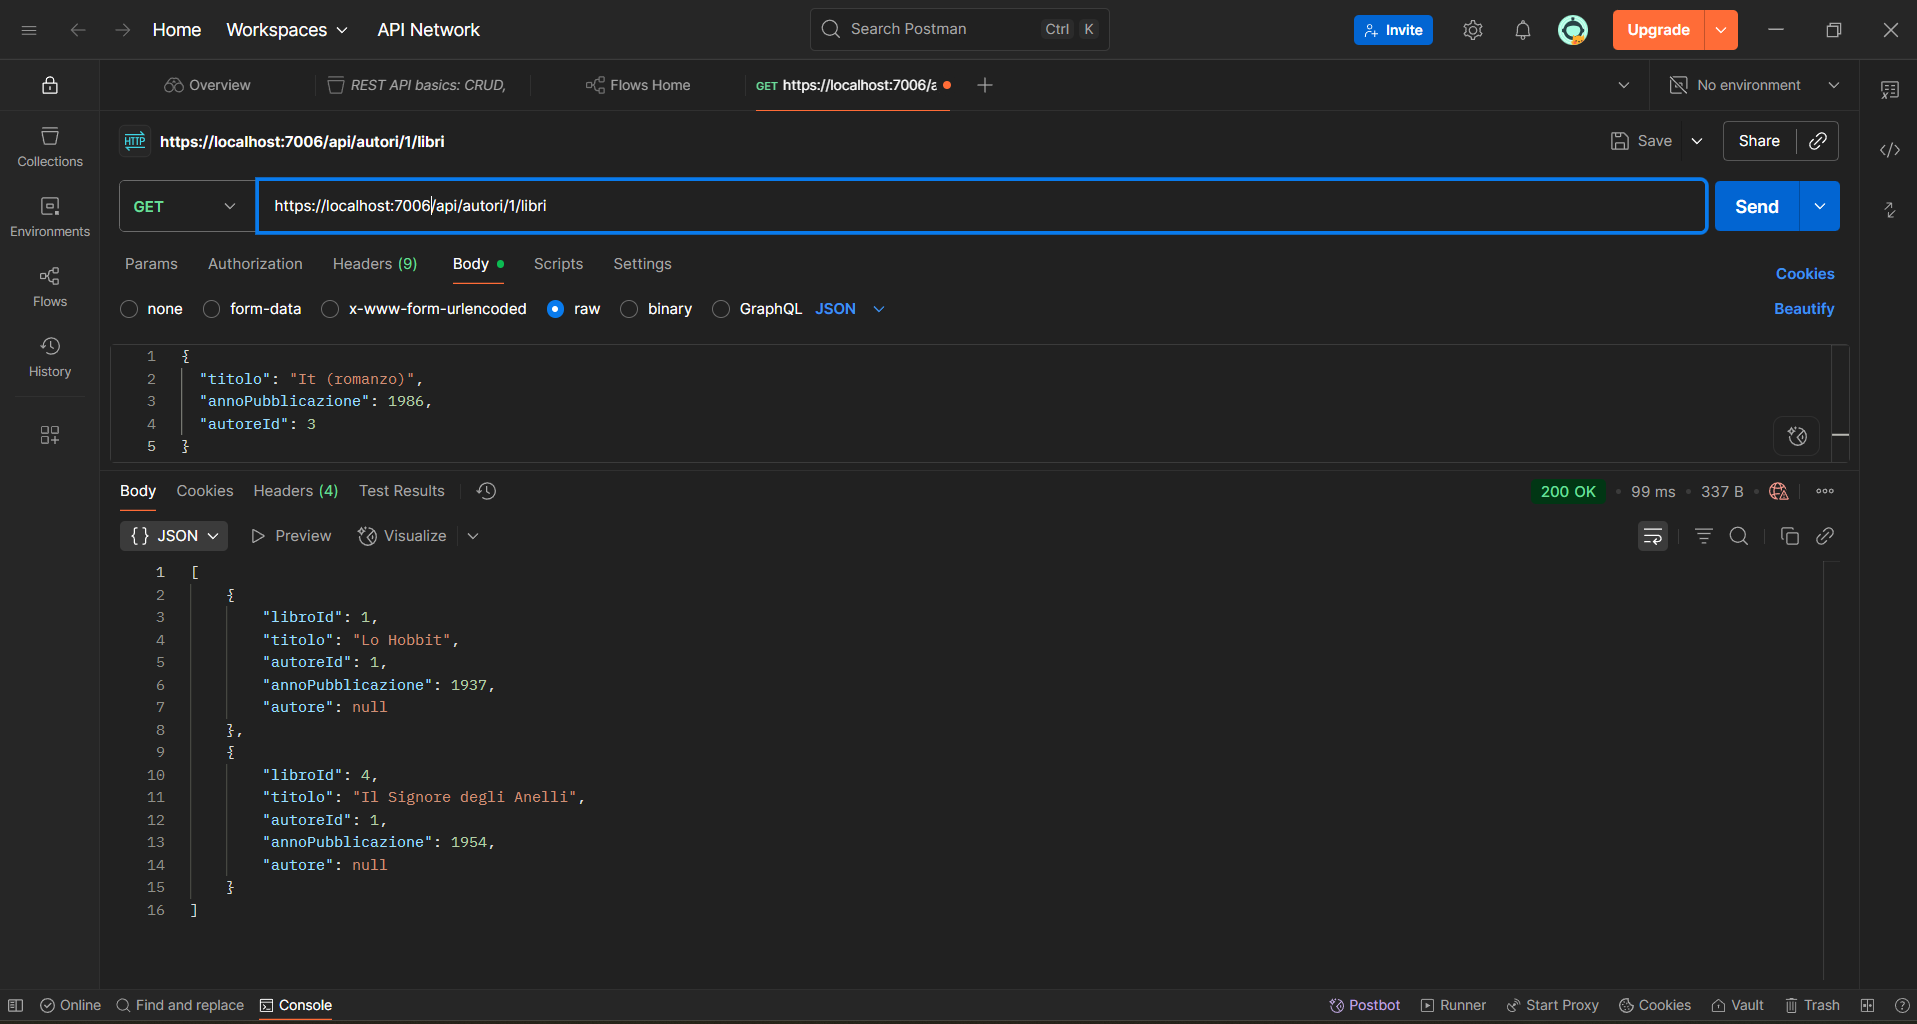 Home Workspaces API Network Search Postman Ctrl K Invite Upgrade
Overview REST API basics: CRUD, Flows Home GET https://localhost:7006/a No environment
HTTP https://localhost:7006/api/autori/1/libri Save Share
Collections
GET https://localhost:7006/api/autori/1/libri Send
Environments
Params Authorization Headers (9) Body Scripts Settings Cookies
none form-data x-www-form-urlencoded raw binary GraphQL JSON Beautify
Flows
History
1 {
2 "titolo": "It (romanzo)",
3 "annoPubblicazione": 1986,
4 "autoreId": 3
5 }
Body Cookies Headers (4) Test Results 200 OK • 99 ms • 337 B •
{} JSON Preview Visualize
1 [
2 {
3 "libroId": 1,
4 "titolo": "Lo Hobbit",
5 "autoreId": 1,
6 "annoPubblicazione": 1937,
7 "autore": null
8 },
9 {
10 "libroId": 4,
11 "titolo": "Il Signore degli Anelli",
12 "autoreId": 1,
13 "annoPubblicazione": 1954,
14 "autore": null
15 }
16 ]
Online Find and replace Console Postbot Runner Start Proxy Cookies Vault Trash